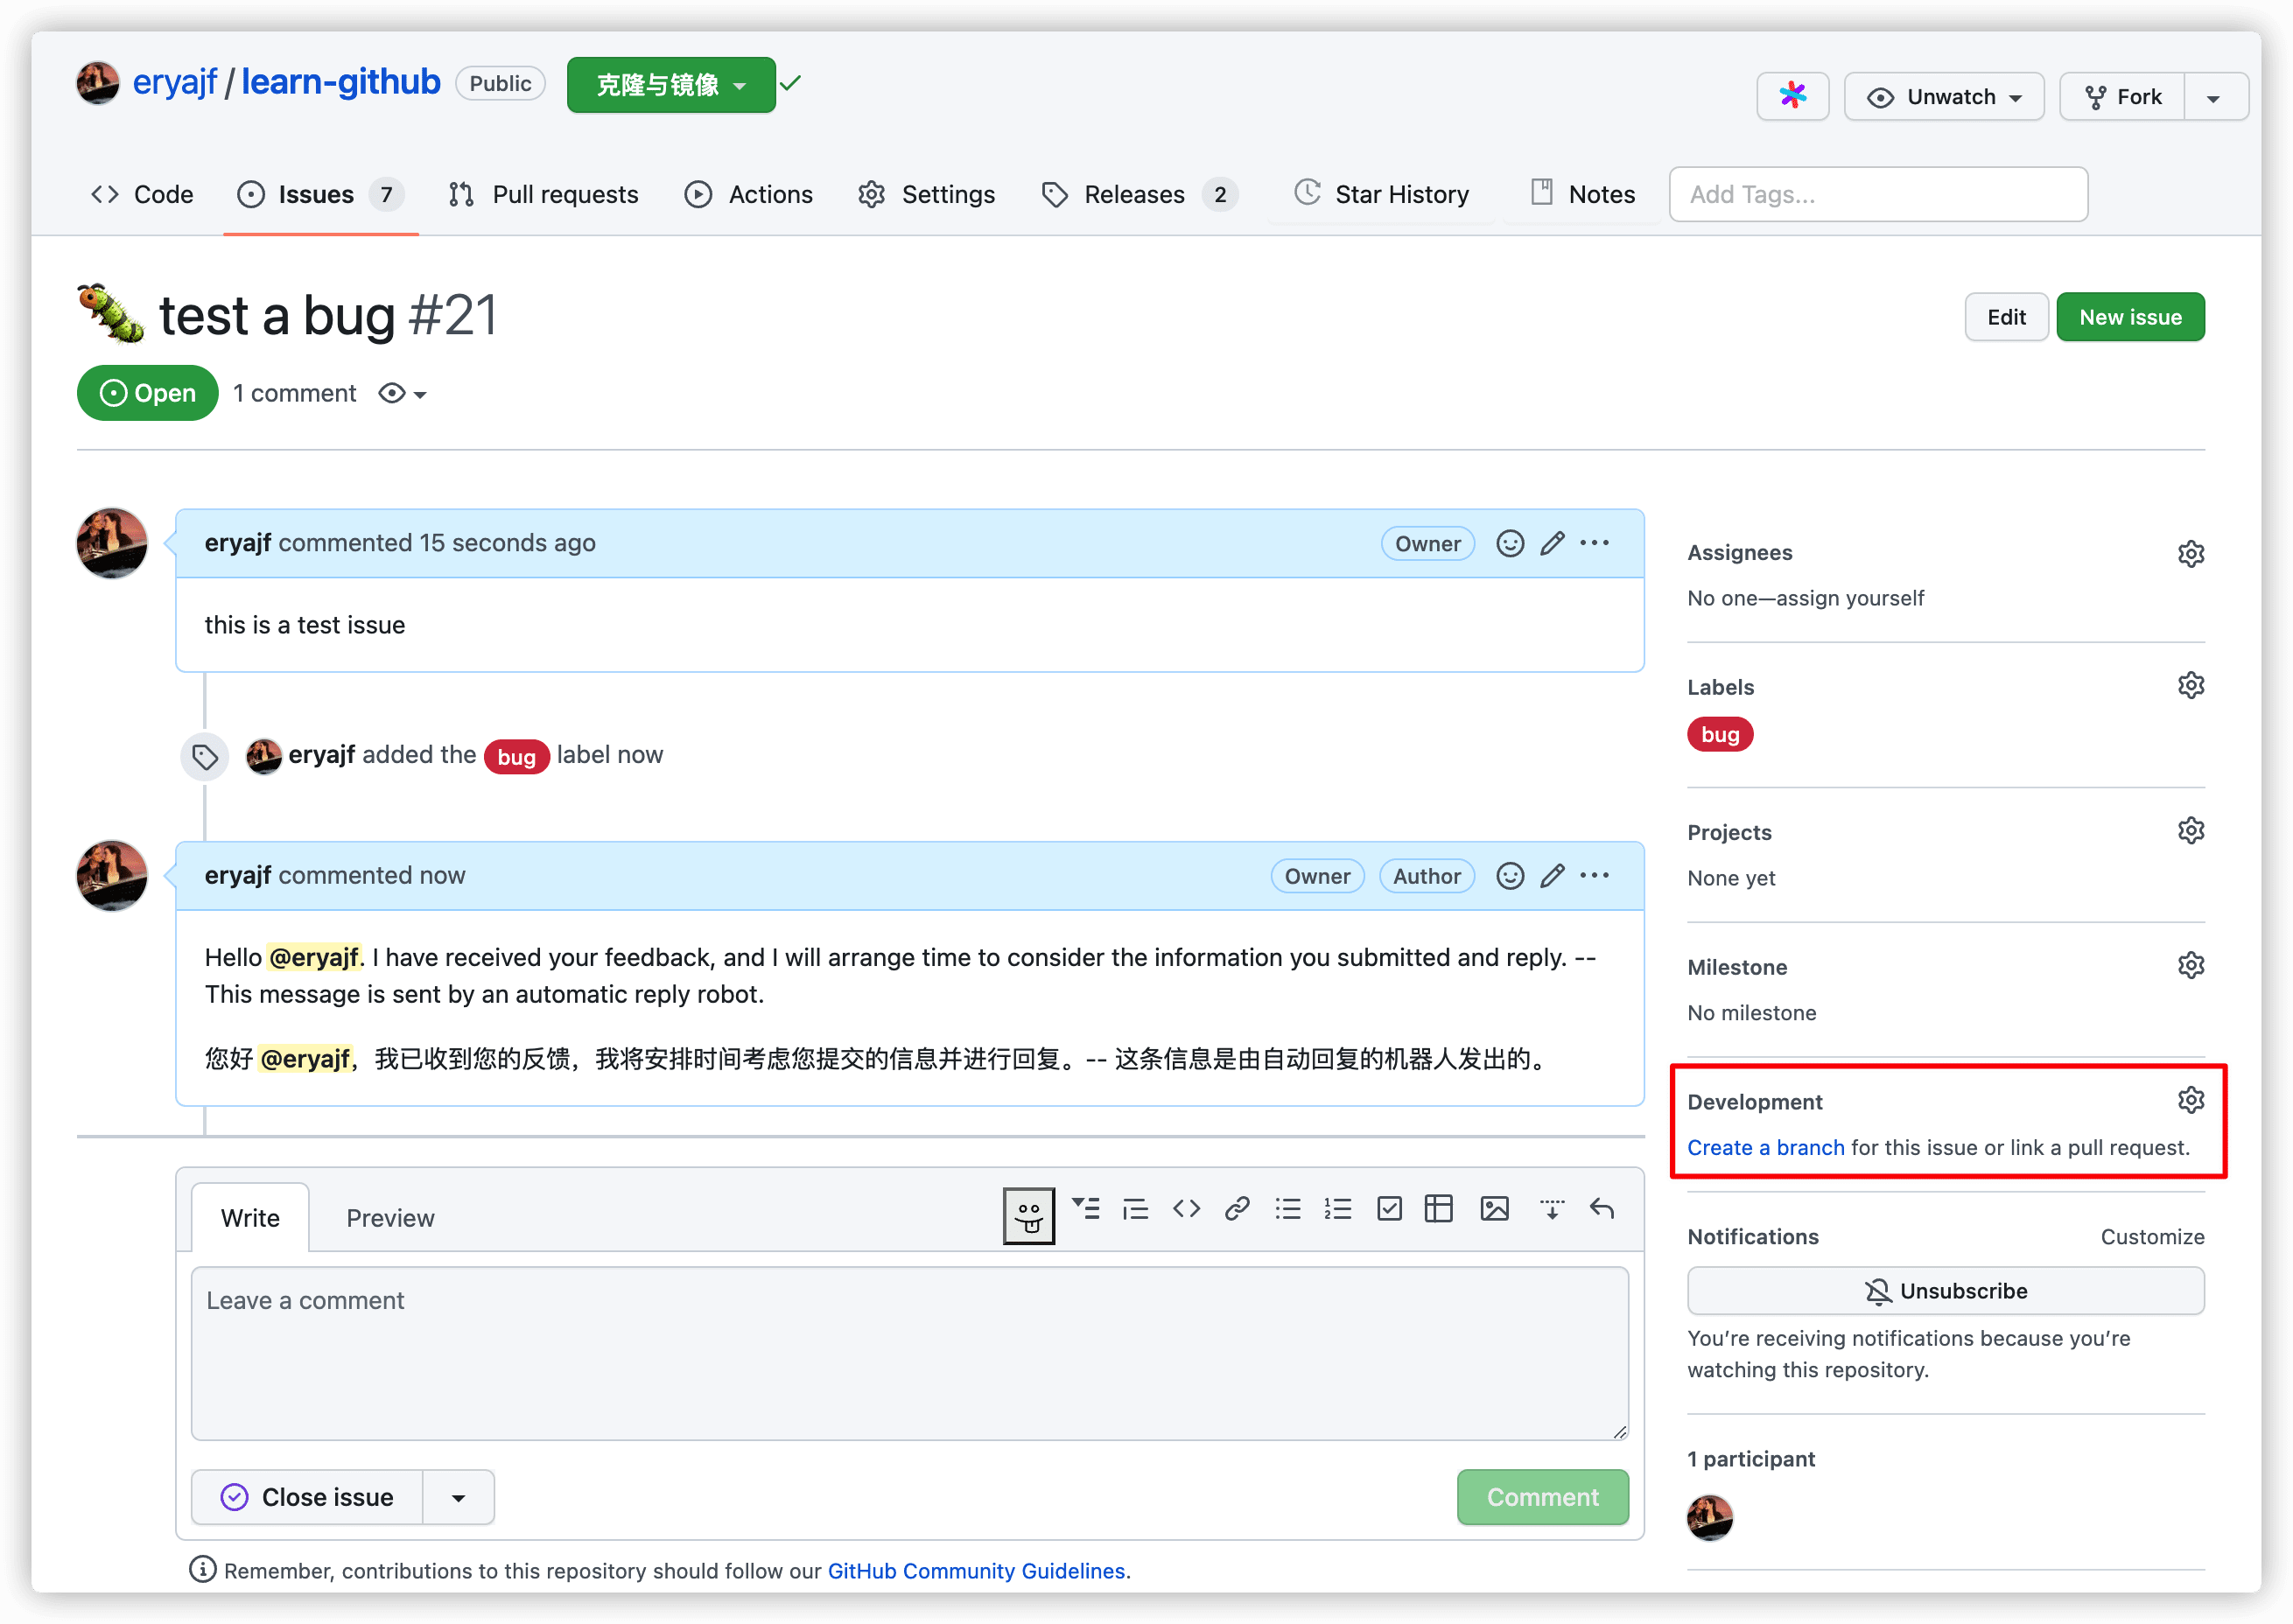 eryajf / learn-github Public 克隆与镜像
Unwatch Fork
Code Issues 7 Pull requests Actions Settings Releases 2 Star History Notes Add Tags...
test a bug #21
Edit New issue
Open 1 comment
eryajf commented 15 seconds ago Owner
this is a test issue
eryajf added the bug label now
eryajf commented now Owner Author
Hello @eryajf. I have received your feedback, and I will arrange time to consider the information you submitted and reply. --
This message is sent by an automatic reply robot.
您好 @eryajf，我已收到您的反馈，我将安排时间考虑您提交的信息并进行回复。-- 这条信息是由自动回复的机器人发出的。
Write Preview
Leave a comment
Close issue Comment
Remember, contributions to this repository should follow our GitHub Community Guidelines.
Assignees
No one—assign yourself
Labels
bug
Projects
None yet
Milestone
No milestone
Development
Create a branch for this issue or link a pull request.
Notifications Customize
Unsubscribe
You’re receiving notifications because you’re
watching this repository.
1 participant